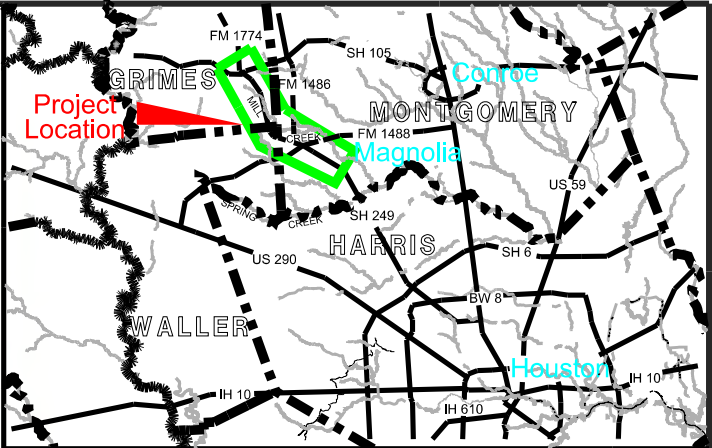 FM 1774
SH 105
GRIMES
Conroe
FM 1486
Project
Location
MILL
MONTGOMERY
CREEK
FM 1488
Magnolia
US 59
SPRING
CREEK
SH 249
HARRIS
SH 6
US 290
BW 8
WALLER
Houston
IH 10
IH 10
IH 610